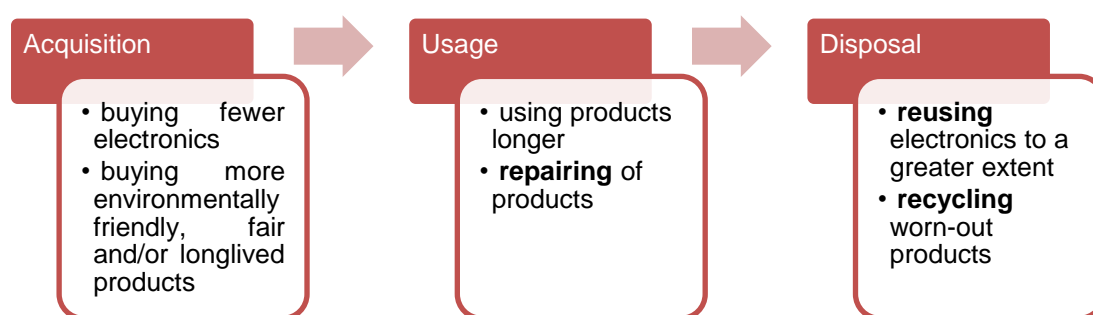 Acquisition
• buying fewer
electronics
• buying more
environmentally
friendly, fair
and/or longlived
products
Usage
• using products
longer
• repairing of
products
Disposal
• reusing
electronics to a
greater extent
• recycling
worn-out
products